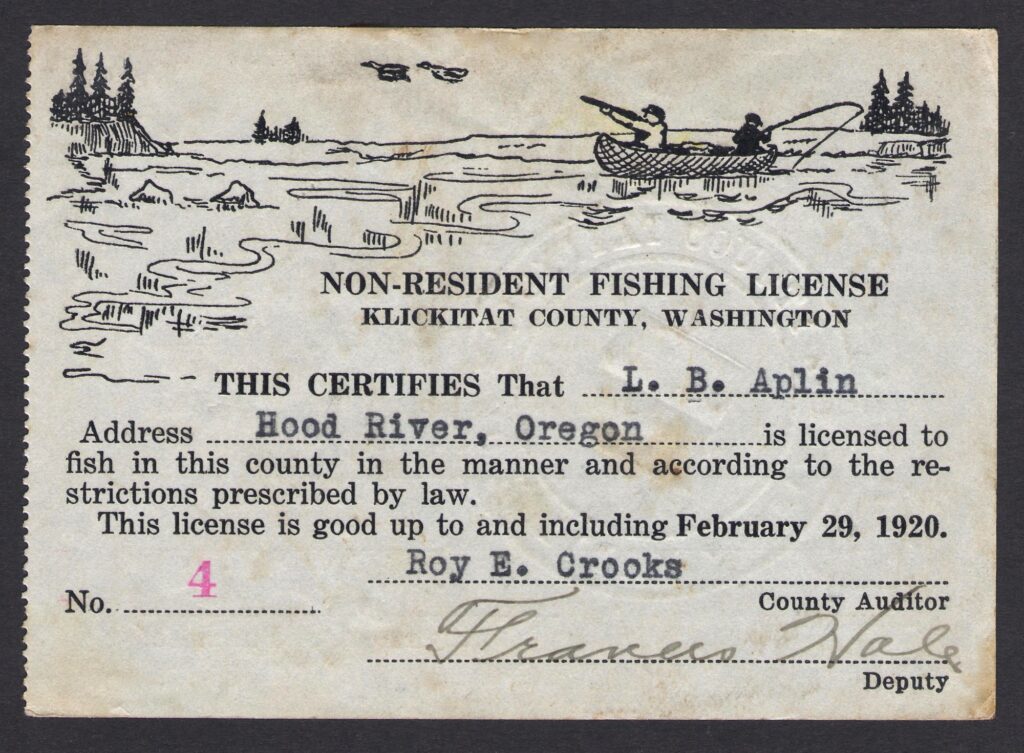 NON-RESIDENT FISHING LICENSE
KLICKITAT COUNTY, WASHINGTON
THIS CERTIFIES That L. B. Aplin
Address Hood River, Oregon is licensed to
fish in this county in the manner and according to the re-
strictions prescribed by law.
This license is good up to and including February 29, 1920.
Roy E. Crooks
No. 4 County Auditor
Frances Hale
Deputy